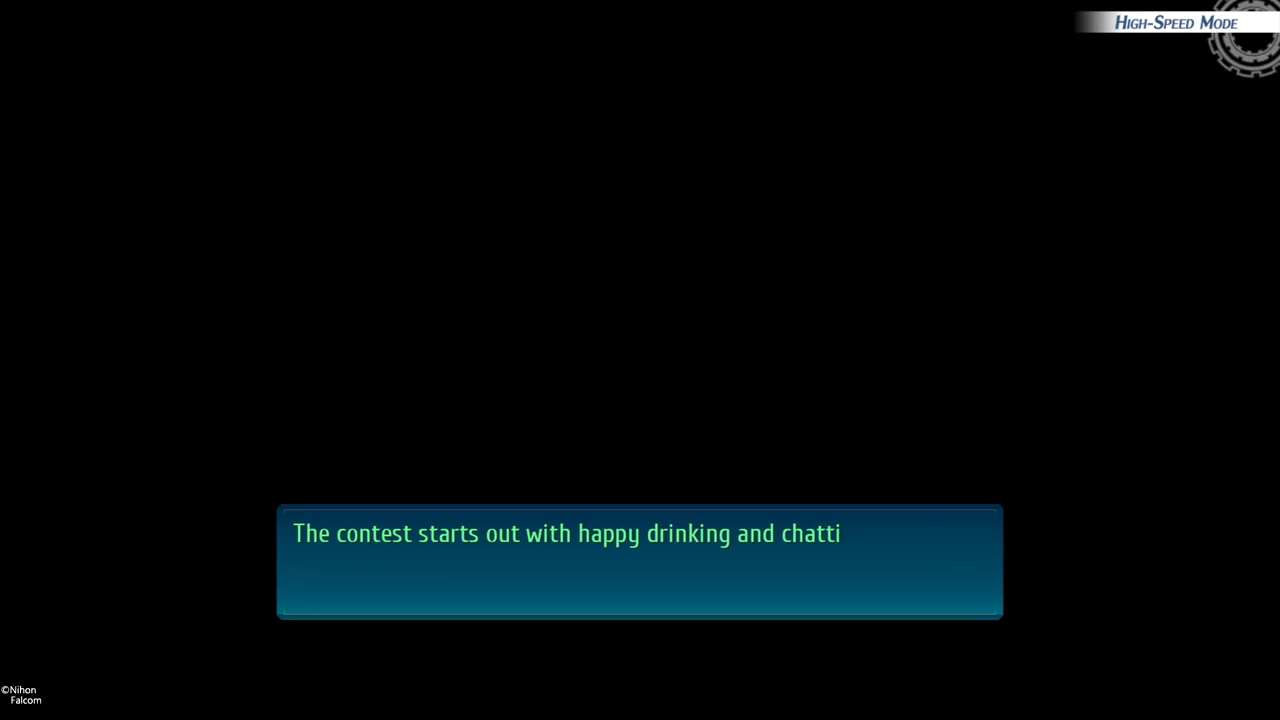 HIGH-SPEED MODE
The contest starts out with happy drinking and chatti
©Nihon
Falcom